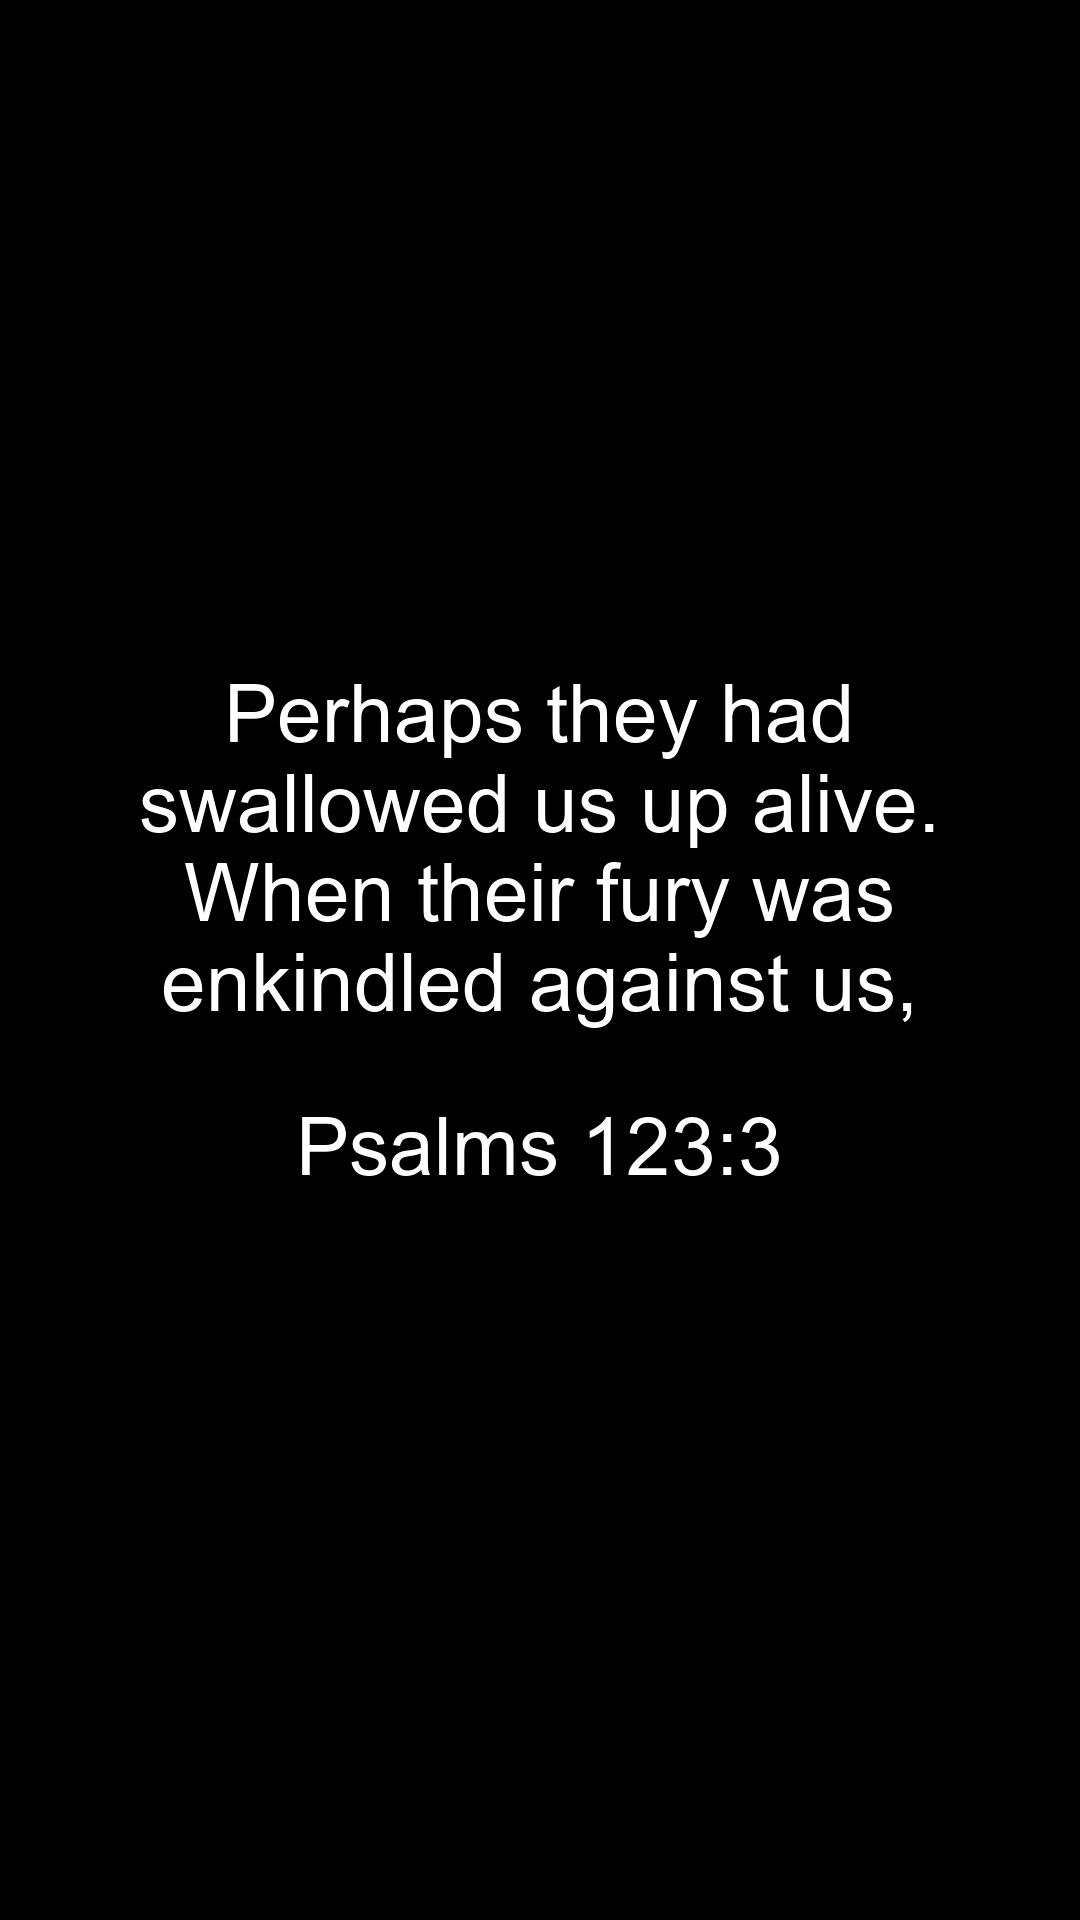 Perhaps they had
swallowed us up alive.
When their fury was
enkindled against us,
Psalms 123:3